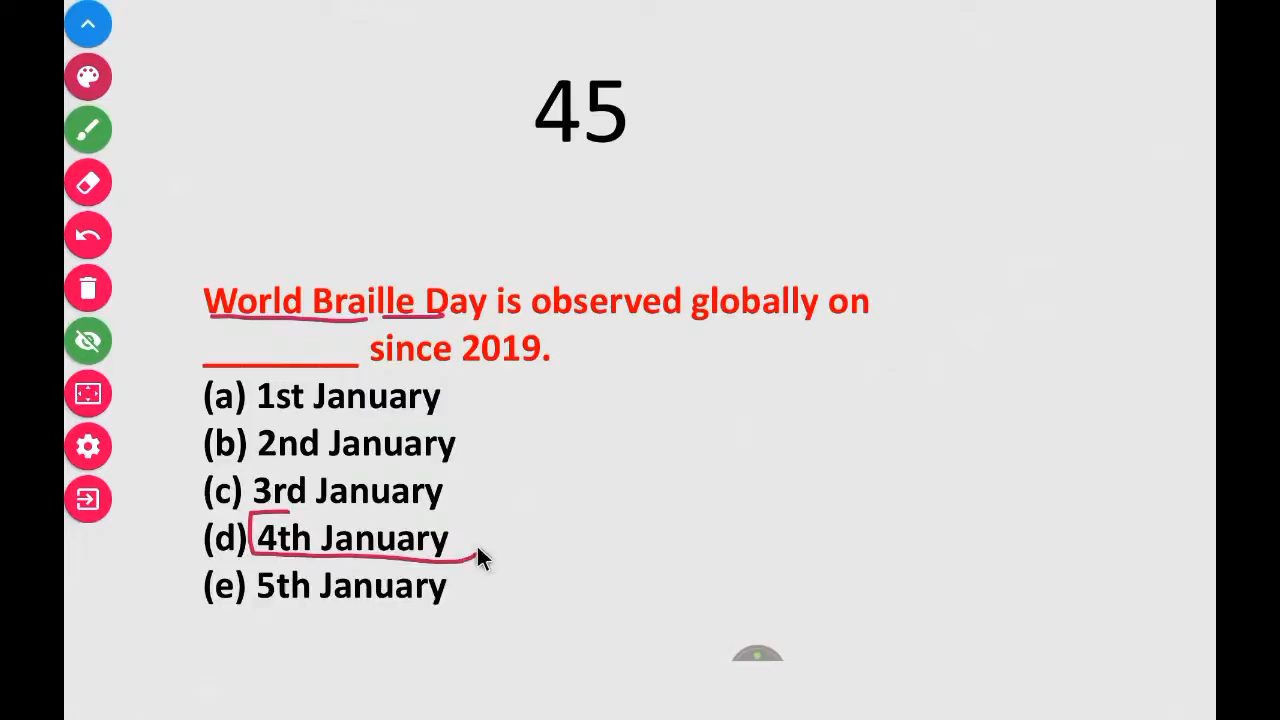 45
World Braille Day is observed globally on
________ since 2019.
(a) 1st January
(b) 2nd January
(c) 3rd January
(d) 4th January
(e) 5th January